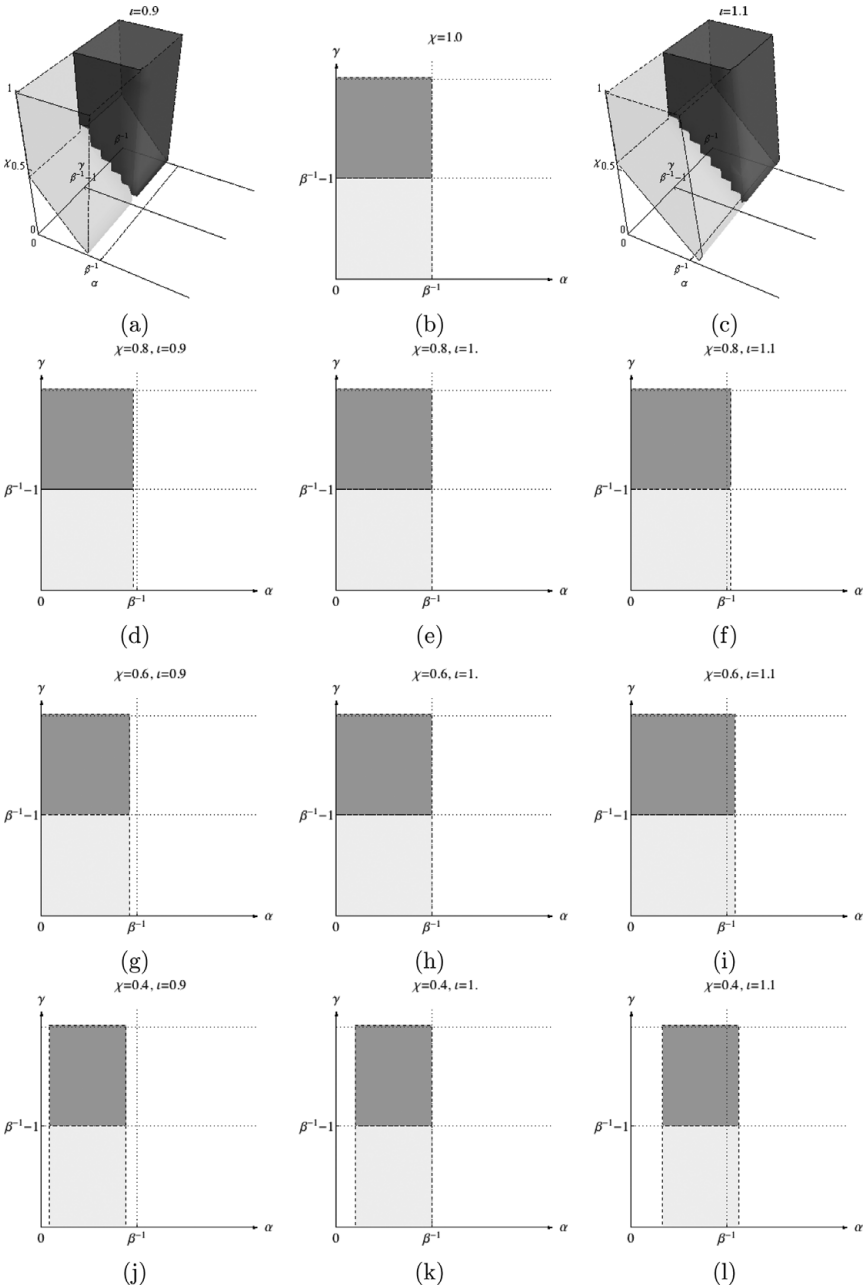 ι=0.9
1
χ 0.5
0
0
γ
β⁻¹−1
β⁻¹
β⁻¹
α
(a)
χ=1.0
γ
β⁻¹−1
0
β⁻¹
α
(b)
ι=1.1
1
χ 0.5
0
0
γ
β⁻¹−1
β⁻¹
β⁻¹
α
(c)
χ=0.8, ι=0.9
γ
β⁻¹−1
0
β⁻¹
α
(d)
χ=0.8, ι=1.
γ
β⁻¹−1
0
β⁻¹
α
(e)
χ=0.8, ι=1.1
γ
β⁻¹−1
0
β⁻¹
α
(f)
χ=0.6, ι=0.9
γ
β⁻¹−1
0
β⁻¹
α
(g)
χ=0.6, ι=1.
γ
β⁻¹−1
0
β⁻¹
α
(h)
χ=0.6, ι=1.1
γ
β⁻¹−1
0
β⁻¹
α
(i)
χ=0.4, ι=0.9
γ
β⁻¹−1
0
β⁻¹
α
(j)
χ=0.4, ι=1.
γ
β⁻¹−1
0
β⁻¹
α
(k)
χ=0.4, ι=1.1
γ
β⁻¹−1
0
β⁻¹
α
(l)